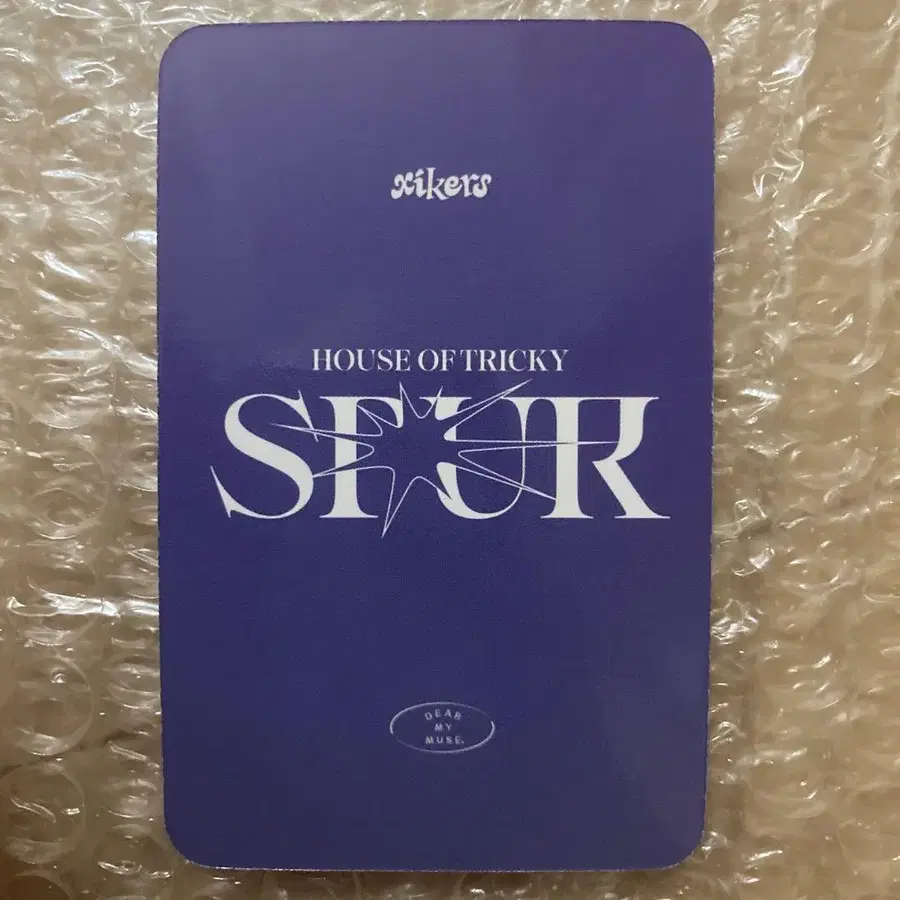 xikers
HOUSE OF TRICKY
SPUR
DEAR
MY
MUSE.